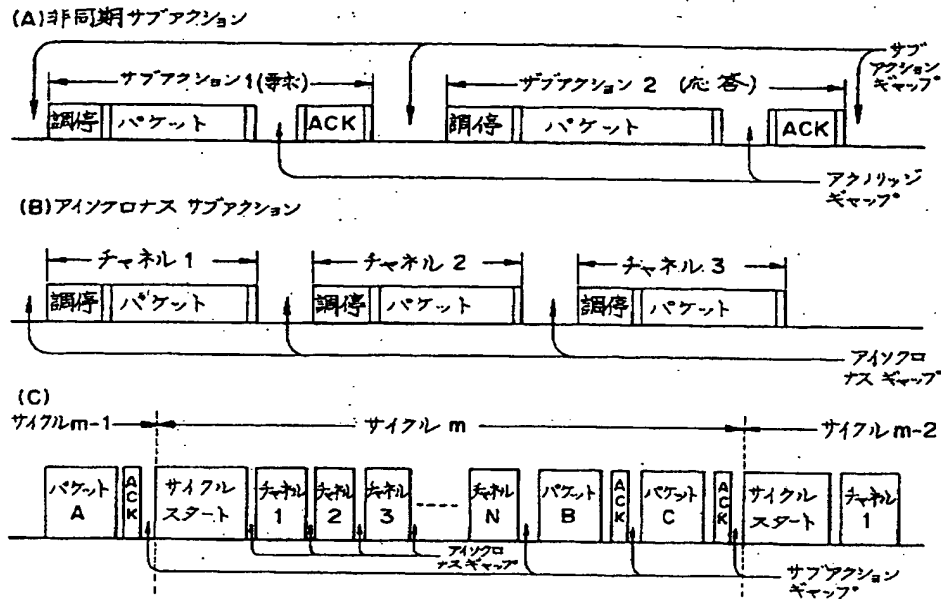 (A)非同期サブアクション
サブアクションギャップ
サブアクション1(要求)
サブアクション2 (応答)
調停 パケット ACK 調停 パケット ACK
アクノリッジギャップ
(B)アイソクロナス サブアクション
チャネル1 チャネル2 チャネル3
調停 パケット 調停 パケット 調停 パケット
アイソクロナスギャップ
(C)
サイクルm-1 サイクルm サイクルm-2
パケットA ACK サイクルスタート チャネル1 チャネル2 チャネル3 チャネルN パケットB ACK パケットC ACK サイクルスタート チャネル1
アイソクロナスギャップ
サブアクションギャップ